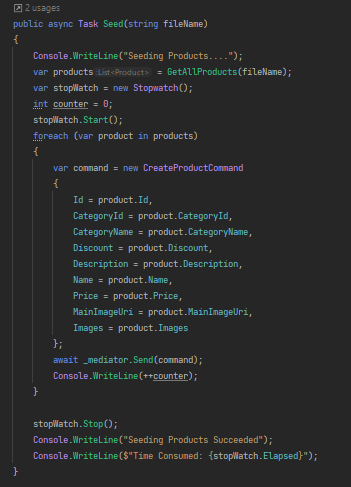 2 usages
public async Task Seed(string fileName)
{
    Console.WriteLine("Seeding Products....");
    var products List<Product> = GetAllProducts(fileName);
    var stopWatch = new Stopwatch();
    int counter = 0;
    stopWatch.Start();
    foreach (var product in products)
    {
        var command = new CreateProductCommand
        {
            Id = product.Id,
            CategoryId = product.CategoryId,
            CategoryName = product.CategoryName,
            Discount = product.Discount,
            Description = product.Description,
            Name = product.Name,
            Price = product.Price,
            MainImageUri = product.MainImageUri,
            Images = product.Images
        };
        await _mediator.Send(command);
        Console.WriteLine(++counter);
    }
    stopWatch.Stop();
    Console.WriteLine("Seeding Products Succeeded");
    Console.WriteLine($"Time Consumed: {stopWatch.Elapsed}");
}